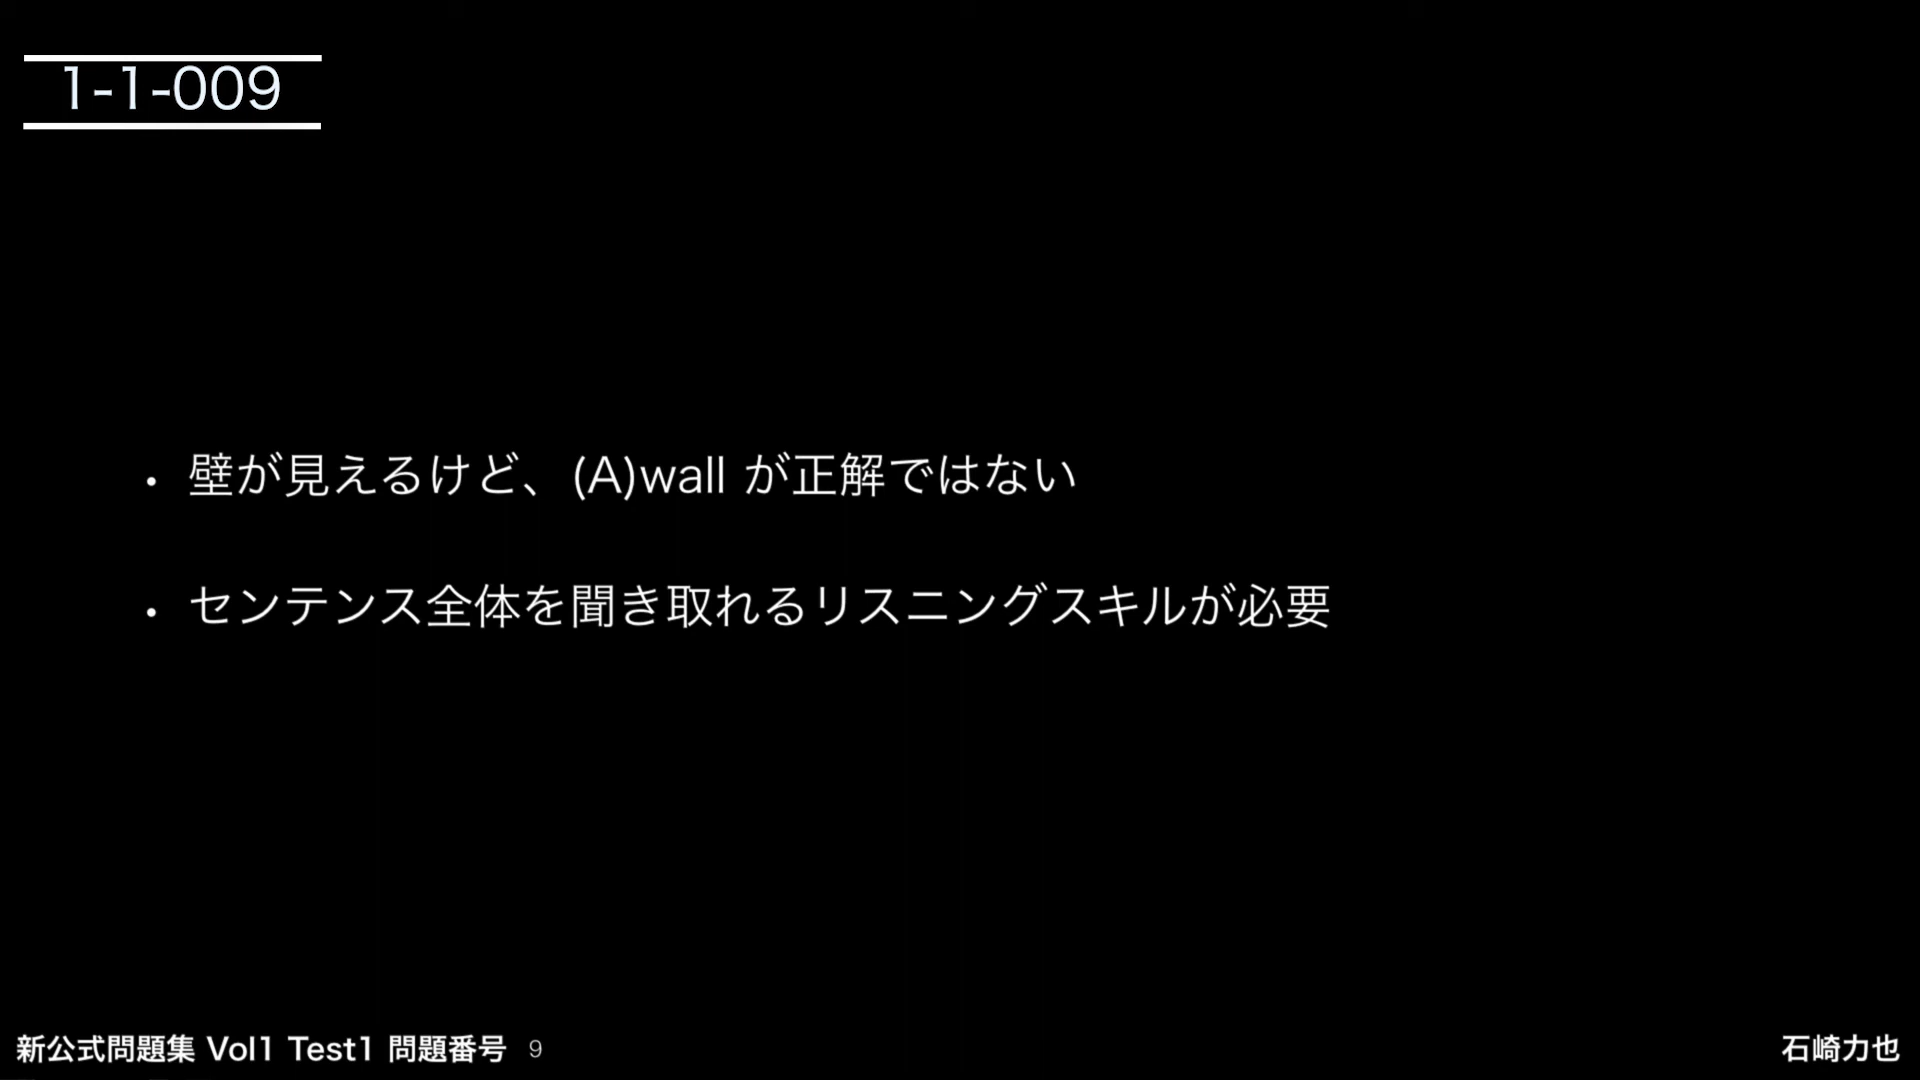 1-1-009
・壁が見えるけど、(A)wall が正解ではない
・センテンス全体を聞き取れるリスニングスキルが必要
新公式問題集 Vol1 Test1 問題番号 9
石崎力也